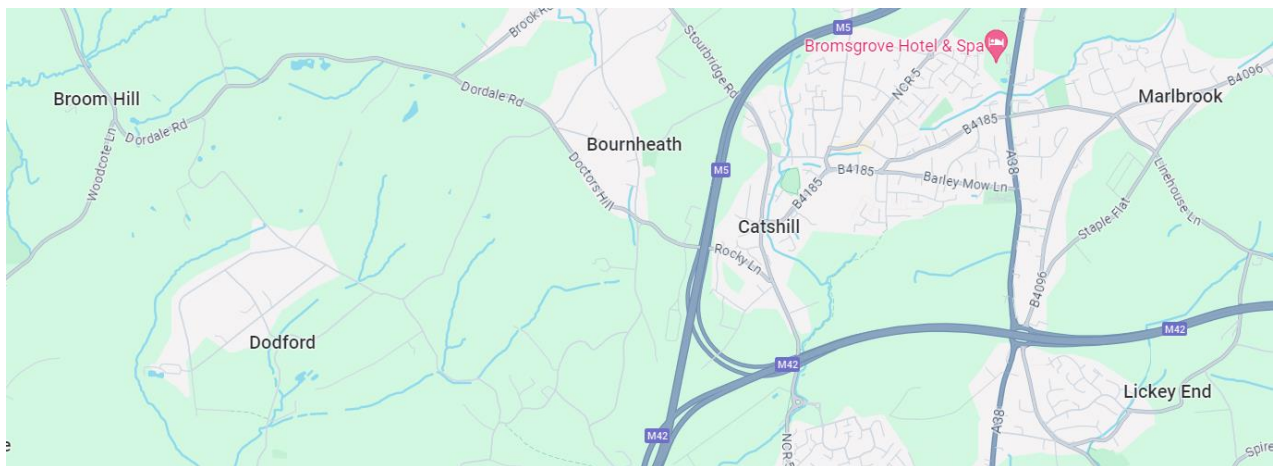 Brook Rd
Stourbridge Rd
M5
Bromsgrove Hotel & Spa
NCR 5
B4096
Broom Hill
Dordale Rd
Marlbrook
Dordale Rd
B4185
A38
Woodcote Ln
Bournheath
Doctors Hill
M5
B4185
Barley Mow Ln
Linehouse Ln
B4185
Catshill
Staple Flat
Rocky Ln
B4096
Dodford
M42
M42
Lickey End
M42
NCR 5
A38
Spire
e